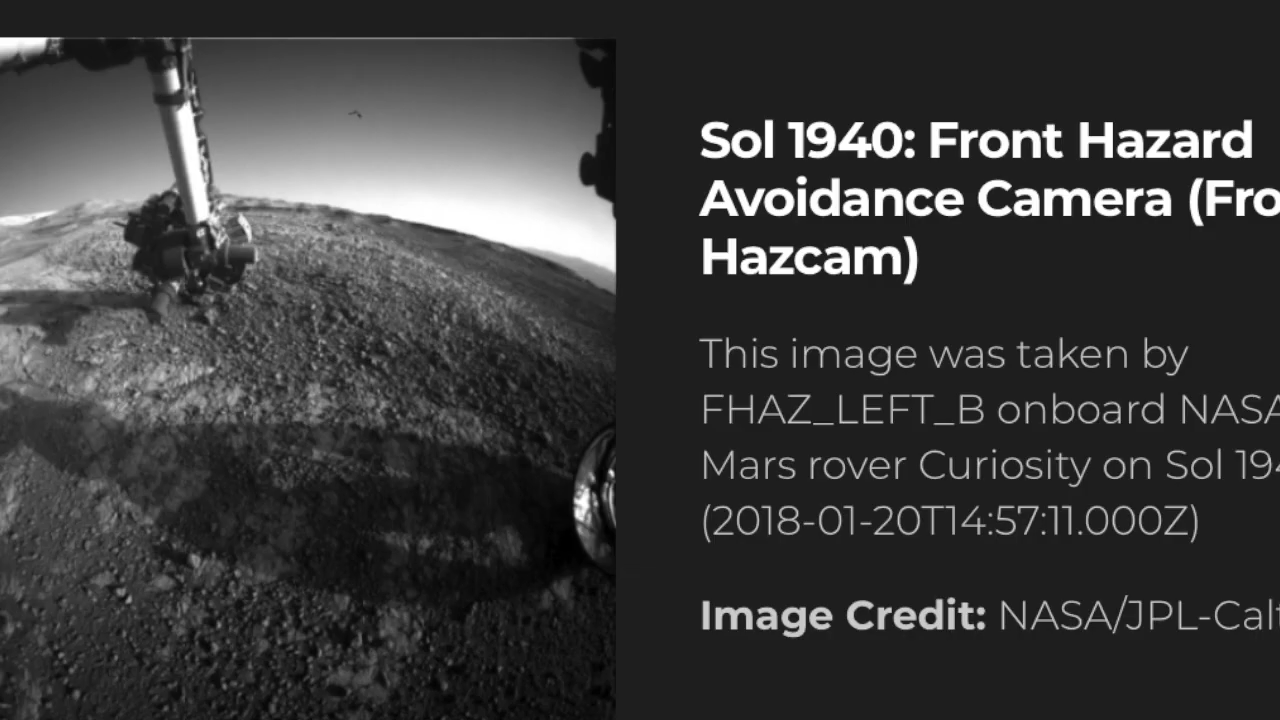 Sol 1940: Front Hazard
Avoidance Camera (Fro
Hazcam)
This image was taken by
FHAZ_LEFT_B onboard NASA
Mars rover Curiosity on Sol 194
(2018-01-20T14:57:11.000Z)
Image Credit: NASA/JPL-Calt